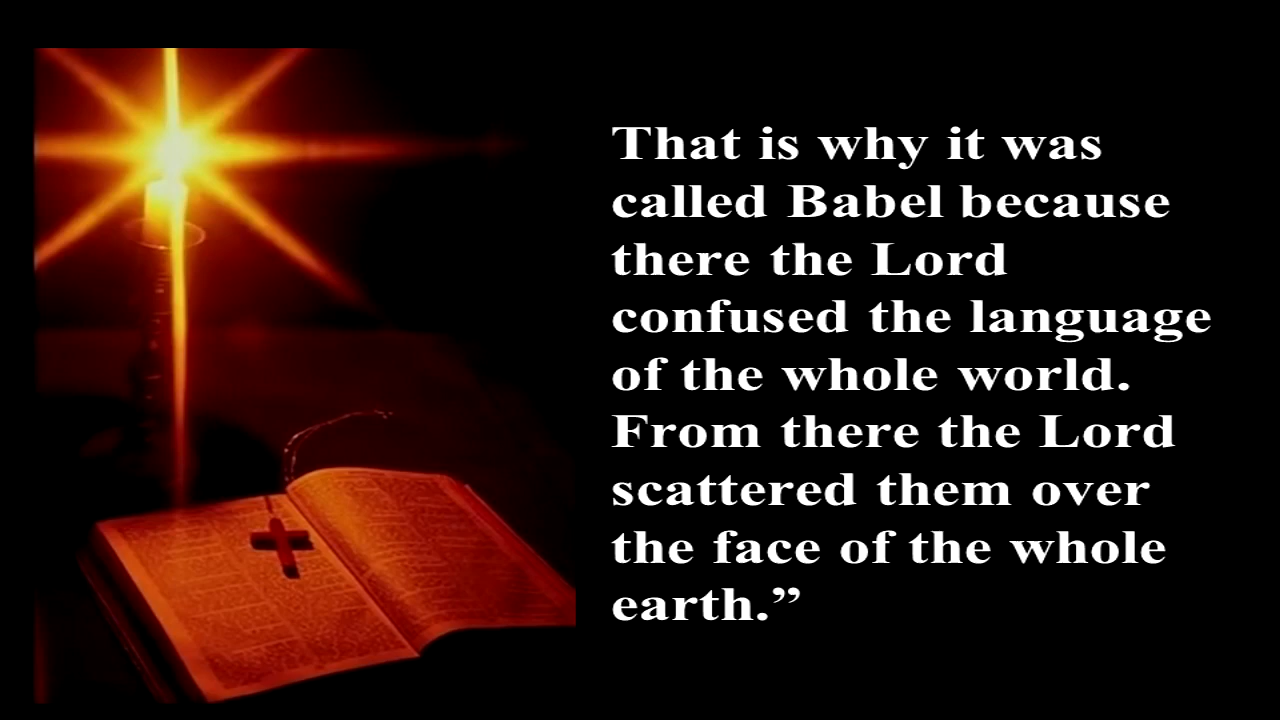 That is why it was
called Babel because
there the Lord
confused the language
of the whole world.
From there the Lord
scattered them over
the face of the whole
earth.”